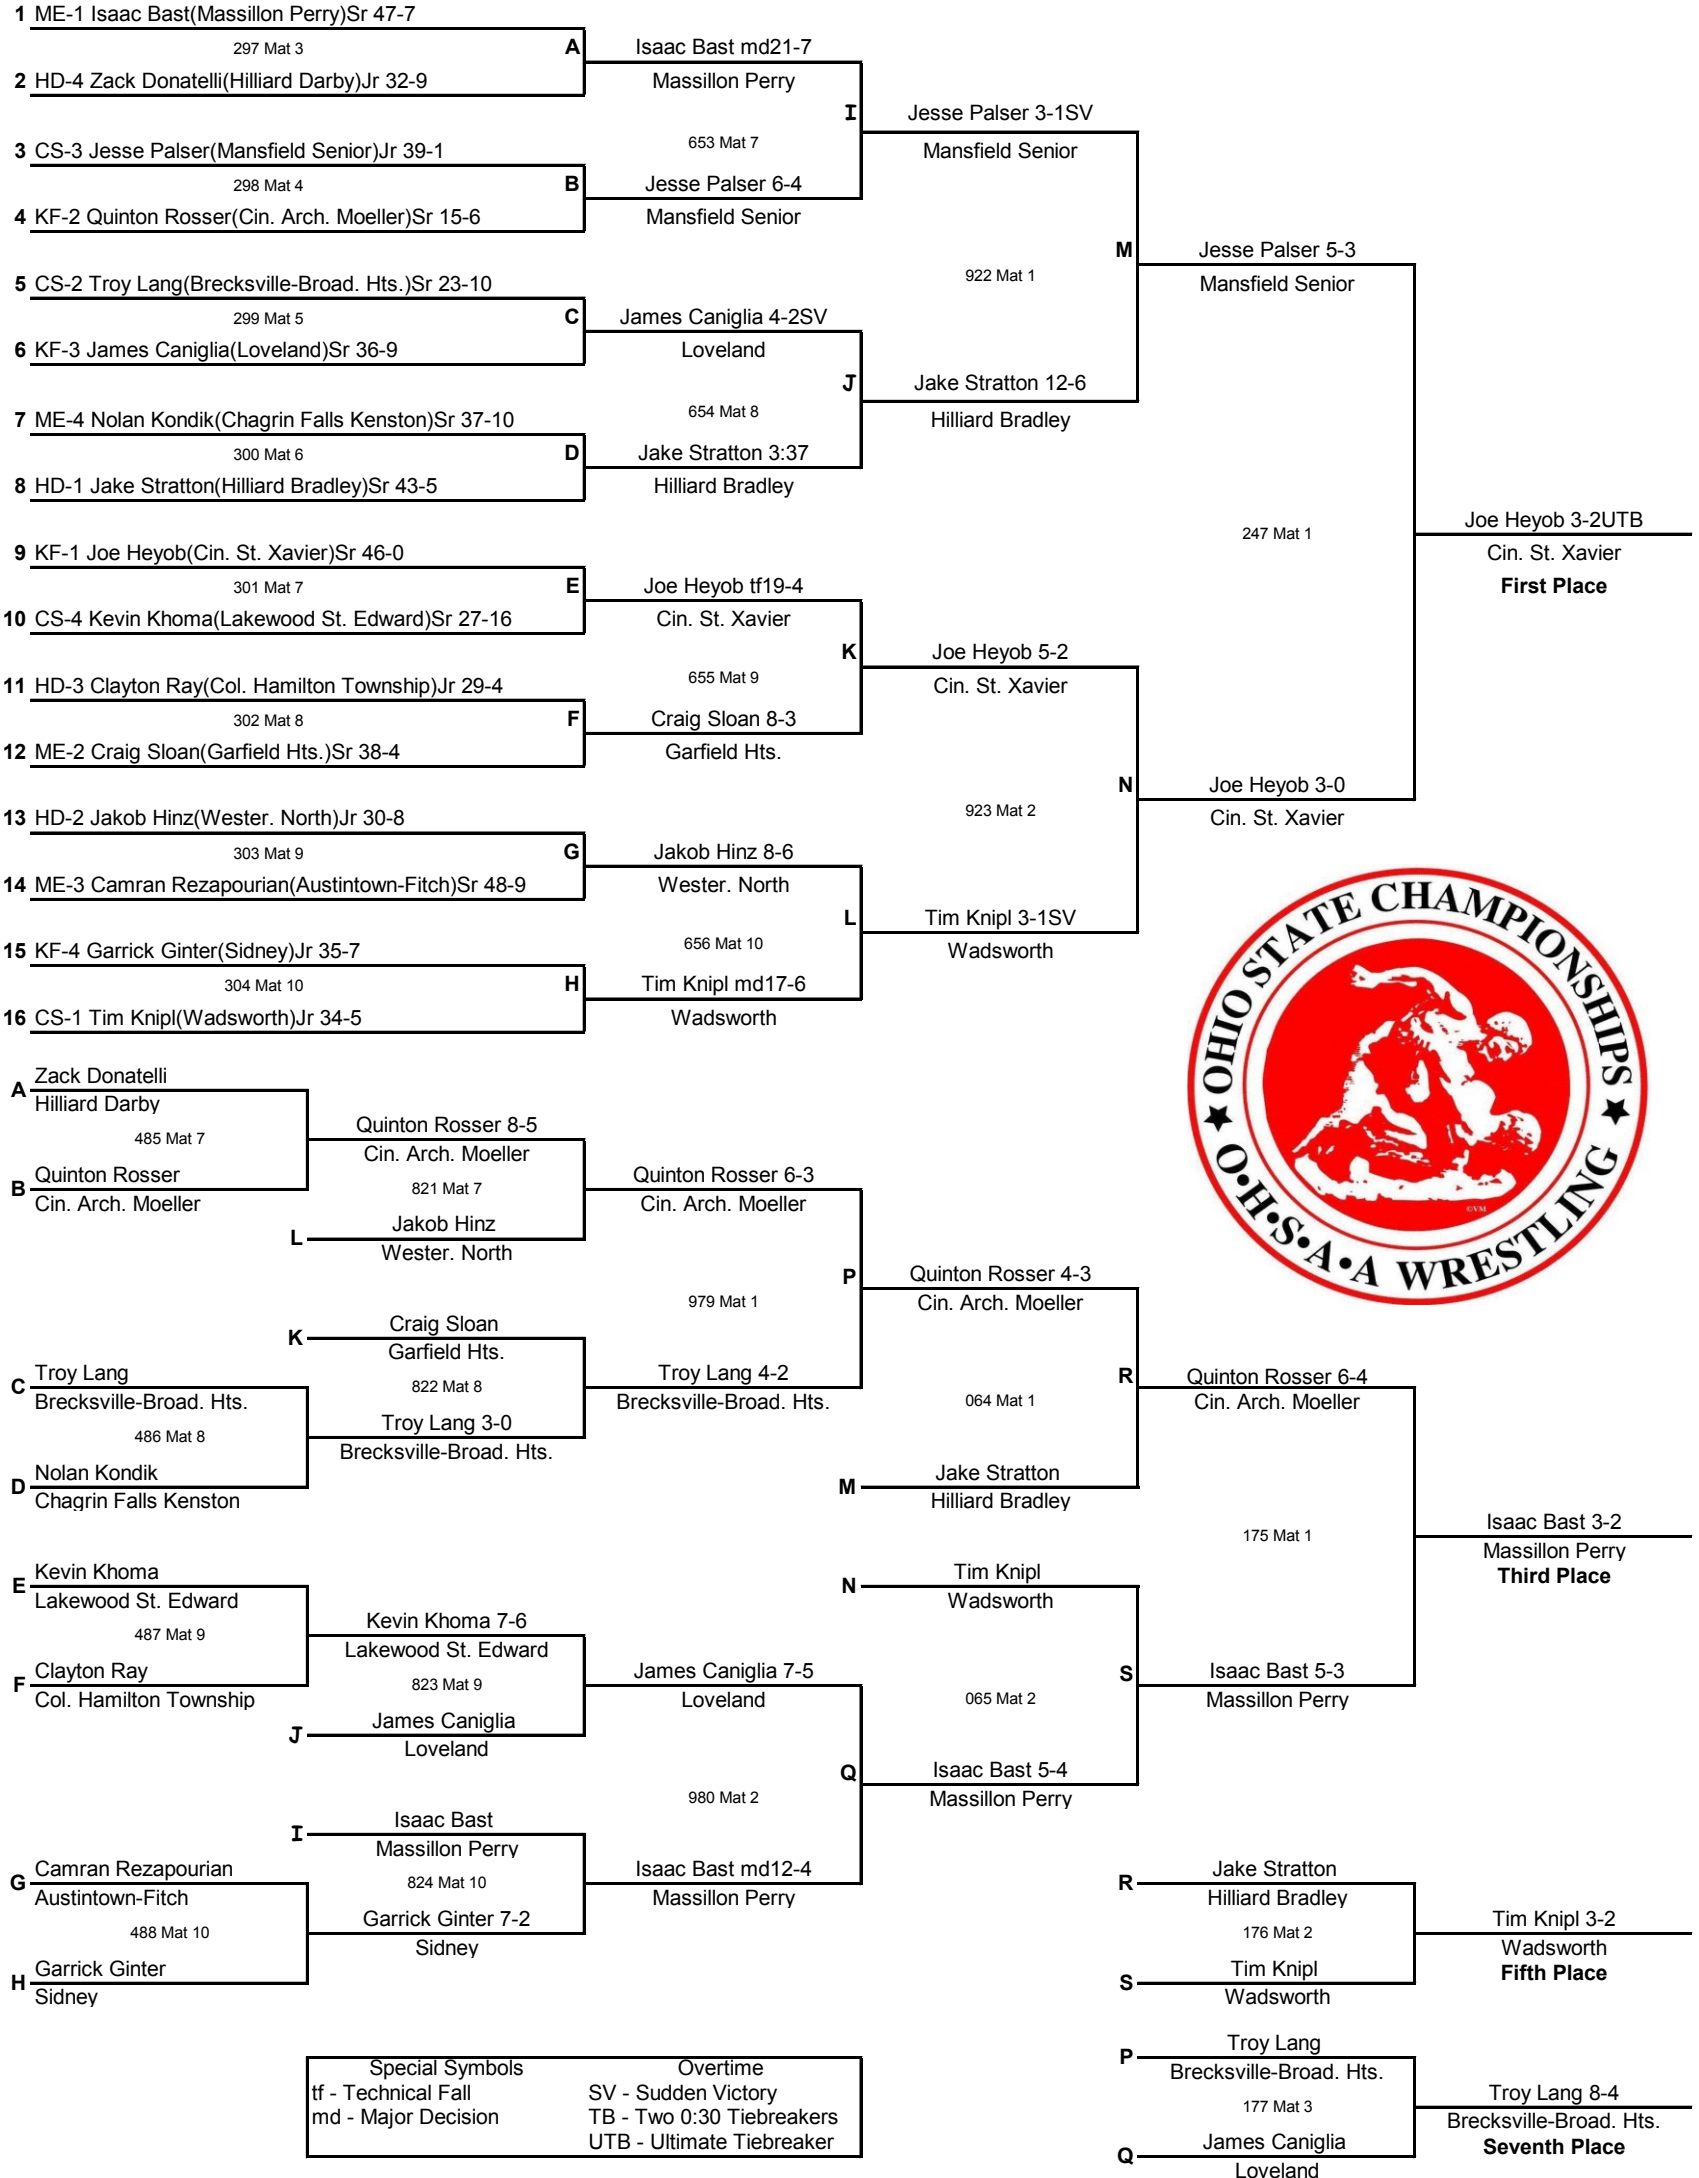 1 ME-1 Isaac Bast(Massillon Perry)Sr 47-7
297 Mat 3
A
2 HD-4 Zack Donatelli(Hilliard Darby)Jr 32-9
Isaac Bast md21-7
Massillon Perry
3 CS-3 Jesse Palser(Mansfield Senior)Jr 39-1
298 Mat 4
B
4 KF-2 Quinton Rosser(Cin. Arch. Moeller)Sr 15-6
653 Mat 7
I
Jesse Palser 6-4
Mansfield Senior
Jesse Palser 3-1SV
Mansfield Senior
5 CS-2 Troy Lang(Brecksville-Broad. Hts.)Sr 23-10
299 Mat 5
C
6 KF-3 James Caniglia(Loveland)Sr 36-9
James Caniglia 4-2SV
Loveland
7 ME-4 Nolan Kondik(Chagrin Falls Kenston)Sr 37-10
300 Mat 6
D
8 HD-1 Jake Stratton(Hilliard Bradley)Sr 43-5
654 Mat 8
J
Jake Stratton 3:37
Hilliard Bradley
Jake Stratton 12-6
Hilliard Bradley
922 Mat 1
M
Jesse Palser 5-3
Mansfield Senior
9 KF-1 Joe Heyob(Cin. St. Xavier)Sr 46-0
301 Mat 7
E
10 CS-4 Kevin Khoma(Lakewood St. Edward)Sr 27-16
Joe Heyob tf19-4
Cin. St. Xavier
11 HD-3 Clayton Ray(Col. Hamilton Township)Jr 29-4
302 Mat 8
F
12 ME-2 Craig Sloan(Garfield Hts.)Sr 38-4
655 Mat 9
K
Craig Sloan 8-3
Garfield Hts.
Joe Heyob 5-2
Cin. St. Xavier
13 HD-2 Jakob Hinz(Wester. North)Jr 30-8
303 Mat 9
G
14 ME-3 Camran Rezapourian(Austintown-Fitch)Sr 48-9
Jakob Hinz 8-6
Wester. North
15 KF-4 Garrick Ginter(Sidney)Jr 35-7
304 Mat 10
H
16 CS-1 Tim Knipl(Wadsworth)Jr 34-5
656 Mat 10
L
Tim Knipl md17-6
Wadsworth
Tim Knipl 3-1SV
Wadsworth
923 Mat 2
N
Joe Heyob 3-0
Cin. St. Xavier
247 Mat 1
Joe Heyob 3-2UTB
Cin. St. Xavier
First Place
★ OHIO STATE CHAMPIONSHIPS ★
O•H•S•A•A WRESTLING
©VM
A
Zack Donatelli
Hilliard Darby
485 Mat 7
B
Quinton Rosser
Cin. Arch. Moeller
Quinton Rosser 8-5
Cin. Arch. Moeller
821 Mat 7
L
Jakob Hinz
Wester. North
Quinton Rosser 6-3
Cin. Arch. Moeller
K
Craig Sloan
Garfield Hts.
822 Mat 8
C
Troy Lang
Brecksville-Broad. Hts.
486 Mat 8
D
Nolan Kondik
Chagrin Falls Kenston
Troy Lang 3-0
Brecksville-Broad. Hts.
Troy Lang 4-2
Brecksville-Broad. Hts.
979 Mat 1
P
Quinton Rosser 4-3
Cin. Arch. Moeller
064 Mat 1
R
M
Jake Stratton
Hilliard Bradley
Quinton Rosser 6-4
Cin. Arch. Moeller
E
Kevin Khoma
Lakewood St. Edward
487 Mat 9
F
Clayton Ray
Col. Hamilton Township
Kevin Khoma 7-6
Lakewood St. Edward
823 Mat 9
J
James Caniglia
Loveland
James Caniglia 7-5
Loveland
I
Isaac Bast
Massillon Perry
824 Mat 10
G
Camran Rezapourian
Austintown-Fitch
488 Mat 10
H
Garrick Ginter
Sidney
Garrick Ginter 7-2
Sidney
Isaac Bast md12-4
Massillon Perry
980 Mat 2
Q
Isaac Bast 5-4
Massillon Perry
N
Tim Knipl
Wadsworth
065 Mat 2
S
Isaac Bast 5-3
Massillon Perry
175 Mat 1
Isaac Bast 3-2
Massillon Perry
Third Place
R
Jake Stratton
Hilliard Bradley
176 Mat 2
S
Tim Knipl
Wadsworth
Tim Knipl 3-2
Wadsworth
Fifth Place
P
Troy Lang
Brecksville-Broad. Hts.
177 Mat 3
Q
James Caniglia
Loveland
Troy Lang 8-4
Brecksville-Broad. Hts.
Seventh Place
Special Symbols
tf - Technical Fall
md - Major Decision
Overtime
SV - Sudden Victory
TB - Two 0:30 Tiebreakers
UTB - Ultimate Tiebreaker